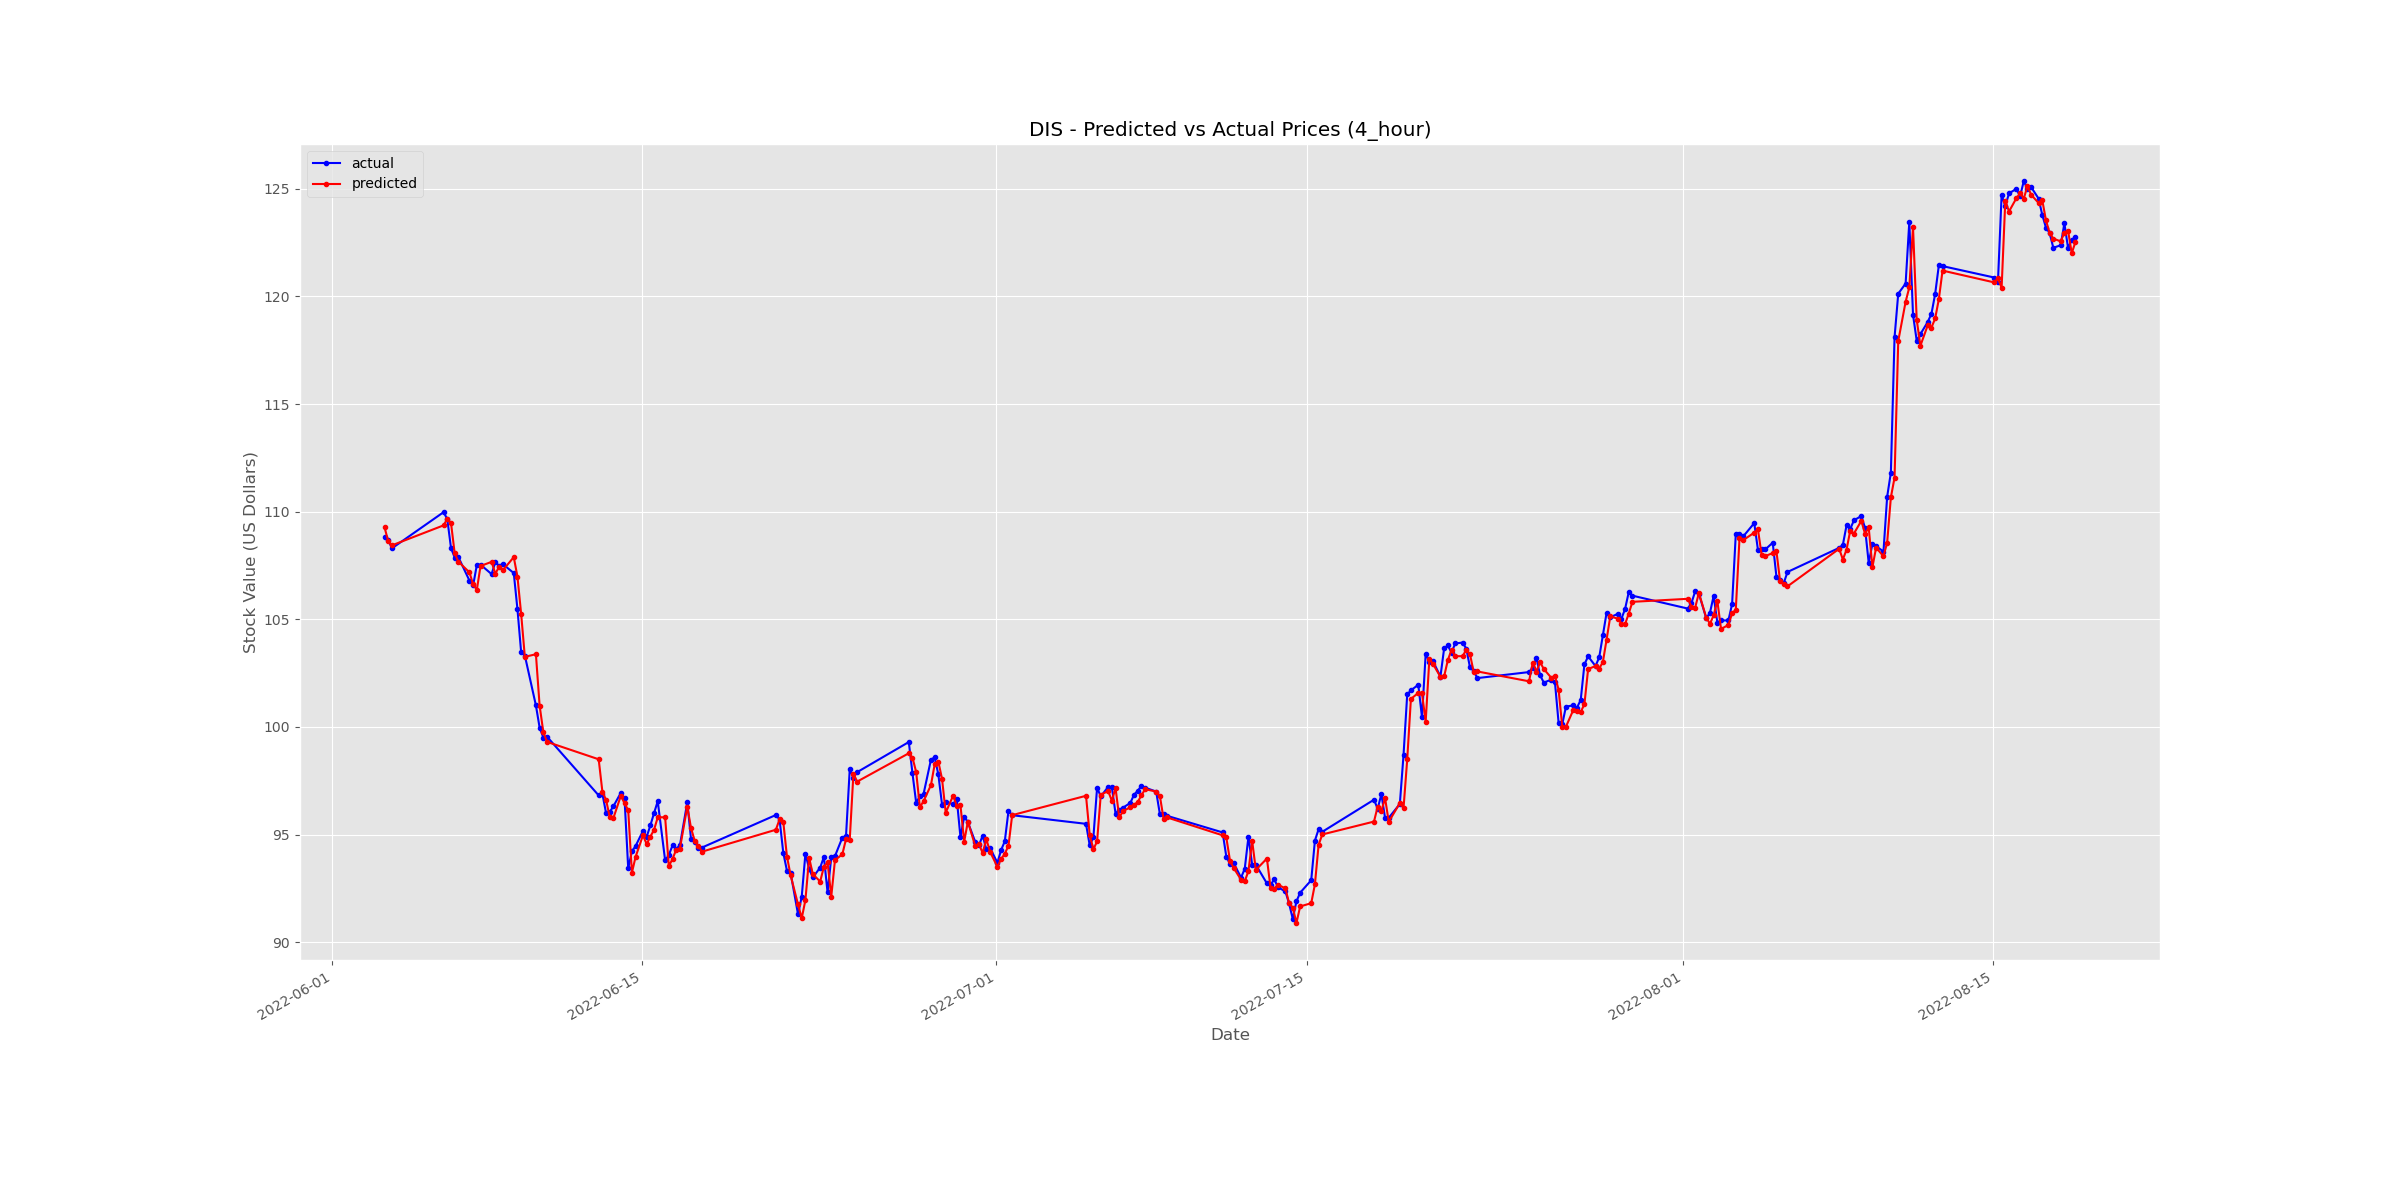 DIS - Predicted vs Actual Prices (4_hour)
actual
predicted
125
120
115
110
105
100
95
90
Stock Value (US Dollars)
2022-06-01
2022-06-15
2022-07-01
2022-07-15
2022-08-01
2022-08-15
Date